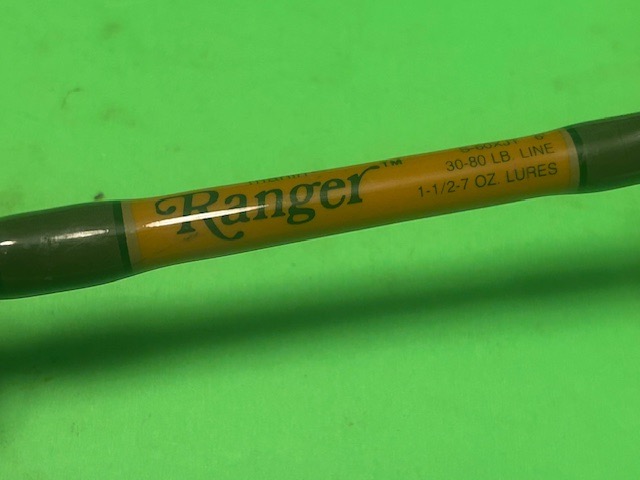 Ranger™
30-80 LB. LINE
1-1/2-7 OZ. LURES